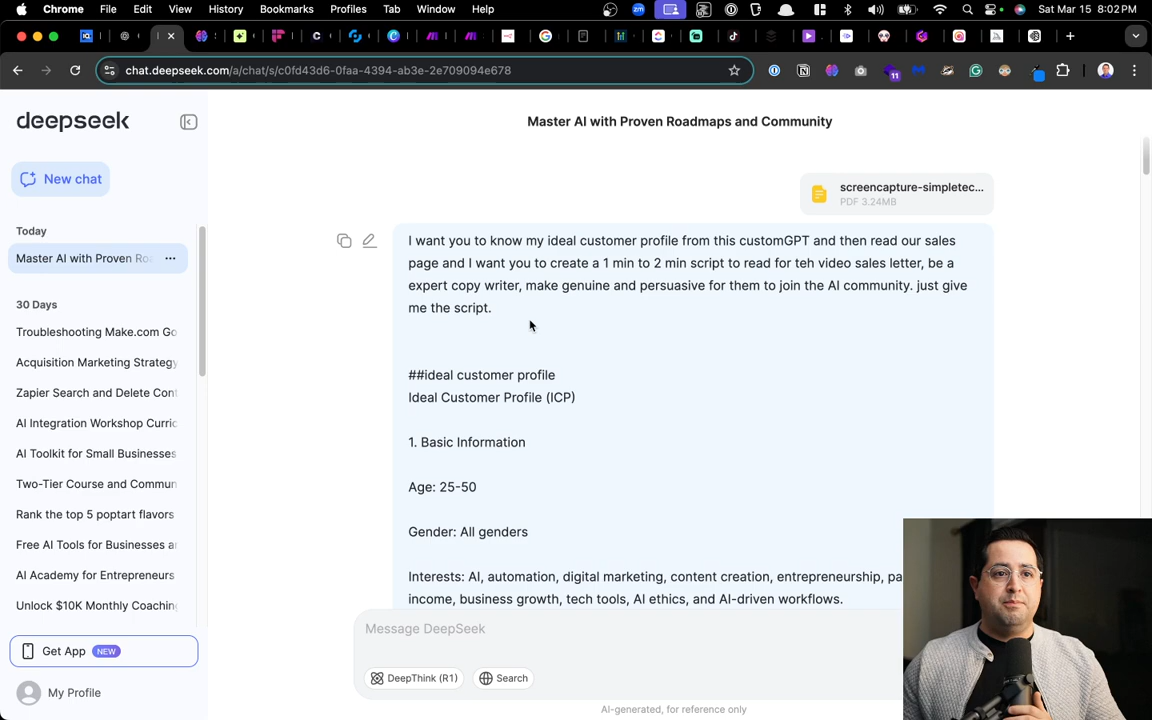 Chrome File Edit View History Bookmarks Profiles Tab Window Help Sat Mar 15 8:02 PM
chat.deepseek.com/a/chat/s/c0fd43d6-0faa-4394-ab3e-2e709094e678
11
deepseek
New chat
Today
Master AI with Proven Roa
30 Days
Troubleshooting Make.com Go
Acquisition Marketing Strategy
Zapier Search and Delete Cont
AI Integration Workshop Curric
AI Toolkit for Small Businesses
Two-Tier Course and Commun
Rank the top 5 poptart flavors
Free AI Tools for Businesses ar
AI Academy for Entrepreneurs
Unlock $10K Monthly Coaching
Get App NEW
My Profile
Master AI with Proven Roadmaps and Community
screencapture-simpletec...
PDF 3.24MB
I want you to know my ideal customer profile from this customGPT and then read our sales
page and I want you to create a 1 min to 2 min script to read for teh video sales letter, be a
expert copy writer, make genuine and persuasive for them to join the AI community. just give
me the script.
##ideal customer profile
Ideal Customer Profile (ICP)
1. Basic Information
Age: 25-50
Gender: All genders
Interests: AI, automation, digital marketing, content creation, entrepreneurship, pa
income, business growth, tech tools, AI ethics, and AI-driven workflows.
Message DeepSeek
DeepThink (R1) Search
AI-generated, for reference only